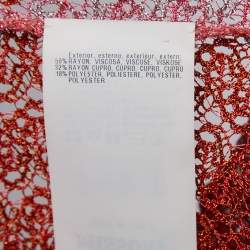 Exterior, esterno, exterieur, extern:
50% RAYON, VISCOSA, VISCOSE, VISKOSE
32% RAYON CUPRO, CUPRO, CUPRO, CUPRO
18% POLYESTER, POLIESTERE, POLYESTER,
POLYESTER